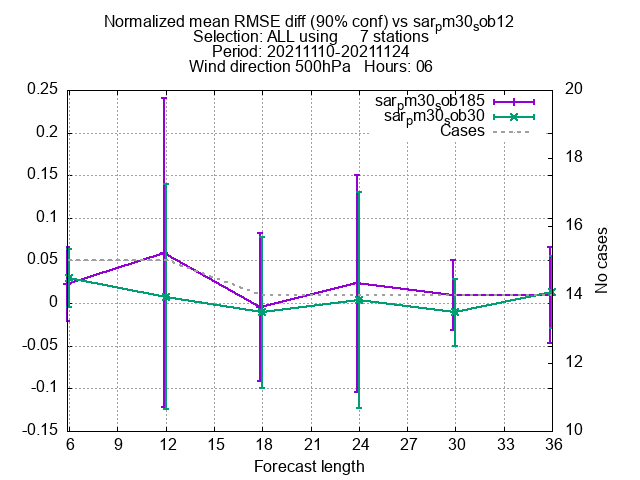 Normalized mean RMSE diff (90% conf) vs sarpm30sob12
Selection: ALL using 7 stations
Period: 20211110-20211124
Wind direction 500hPa Hours: 06
sarpm30sob185
sarpm30sob30
Cases
0.25
0.2
0.15
0.1
0.05
0
-0.05
-0.1
-0.15
20
18
16
14
12
10
No cases
6 9 12 15 18 21 24 27 30 33 36
Forecast length